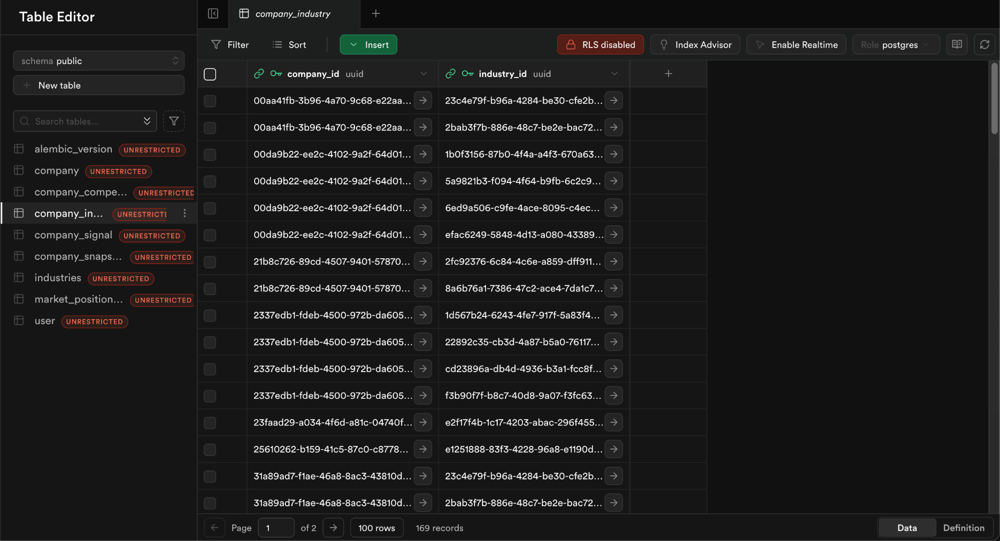 Table Editor
company_industry
schema public
New table
Search tables...
alembic_version UNRESTRICTED
company UNRESTRICTED
company_compe... UNRESTRICTED
company_in... UNRESTRICTE
company_signal UNRESTRICTED
company_snaps... UNRESTRICTED
industries UNRESTRICTED
market_position... UNRESTRICTED
user UNRESTRICTED
Filter Sort Insert RLS disabled Index Advisor Enable Realtime Role postgres
company_id uuid industry_id uuid
00aa41fb-3b96-4a70-9c68-e22aa... 23c4e79f-b96a-4284-be30-cfe2b...
00aa41fb-3b96-4a70-9c68-e22aa... 2bab3f7b-886e-48c7-be2e-bac72...
00da9b22-ee2c-4102-9a2f-64d01... 1b0f3156-87b0-4f4a-a4f3-670a63...
00da9b22-ee2c-4102-9a2f-64d01... 5a9821b3-f094-4f64-b9fb-6c2c9...
00da9b22-ee2c-4102-9a2f-64d01... 6ed9a506-c9fe-4ace-8095-c4ec...
00da9b22-ee2c-4102-9a2f-64d01... efac6249-5848-4d13-a080-43389...
21b8c726-89cd-4507-9401-57870... 2fc92376-6c84-4c6e-a859-dff911...
21b8c726-89cd-4507-9401-57870... 8a6b76a1-7386-47c2-ace4-7da1c7...
2337edb1-fdeb-4500-972b-da605... 1d567b24-6243-4fe7-917f-5a83f4...
2337edb1-fdeb-4500-972b-da605... 22892c35-cb3d-4a87-b5a0-76117...
2337edb1-fdeb-4500-972b-da605... cd23896a-db4d-4936-b3a1-fcc8f...
2337edb1-fdeb-4500-972b-da605... f3b90f7f-b8c7-40d8-9a07-f3fc63...
23faad29-a034-4f6d-a81c-04740f... e2f17f4b-1c17-4203-abac-296f455...
25610262-b159-41c5-87c0-c8778... e1251888-83f3-4228-96a8-e1190d...
31a89ad7-f1ae-46a8-8ac3-43810d... 23c4e79f-b96a-4284-be30-cfe2b...
31a89ad7-f1ae-46a8-8ac3-43810d... 2bab3f7b-886e-48c7-be2e-bac72...
Page 1 of 2 100 rows 169 records Data Definition